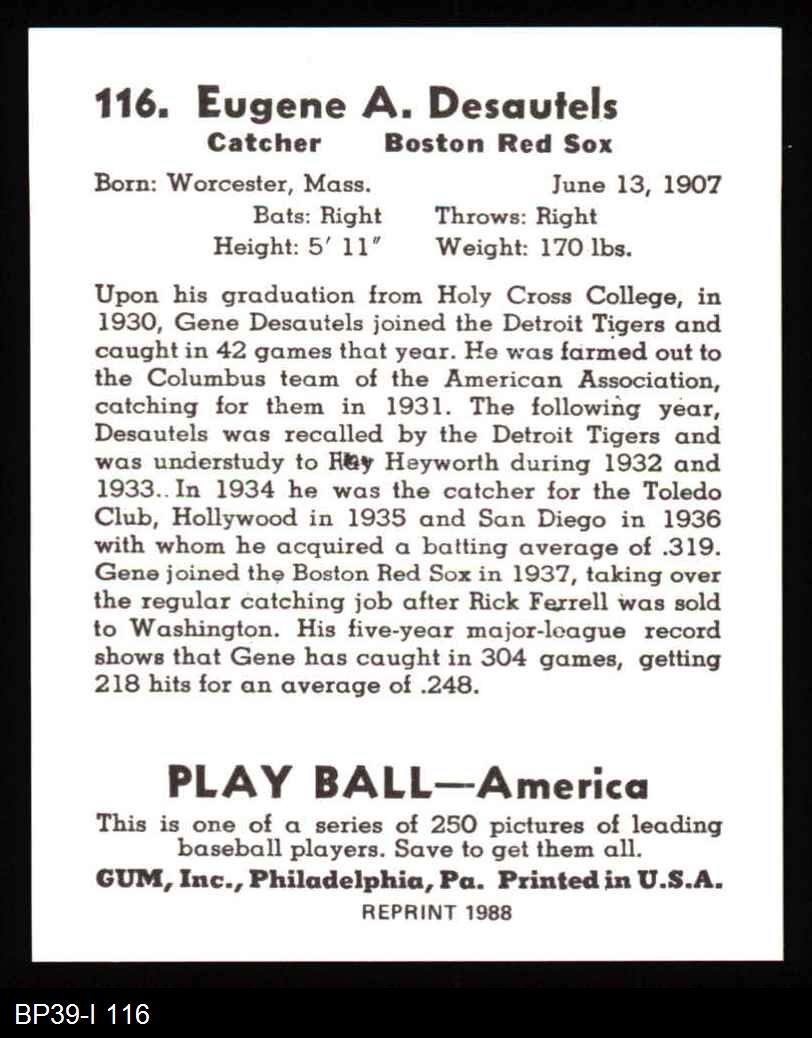 116. Eugene A. Desautels
Catcher Boston Red Sox
Born: Worcester, Mass. June 13, 1907
Bats: Right Throws: Right
Height: 5' 11" Weight: 170 lbs.
Upon his graduation from Holy Cross College, in
1930, Gene Desautels joined the Detroit Tigers and
caught in 42 games that year. He was farmed out to
the Columbus team of the American Association,
catching for them in 1931. The following year,
Desautels was recalled by the Detroit Tigers and
was understudy to Ray Heyworth during 1932 and
1933.. In 1934 he was the catcher for the Toledo
Club, Hollywood in 1935 and San Diego in 1936
with whom he acquired a batting average of .319.
Gene joined the Boston Red Sox in 1937, taking over
the regular catching job after Rick Ferrell was sold
to Washington. His five-year major-league record
shows that Gene has caught in 304 games, getting
218 hits for an average of .248.
PLAY BALL—America
This is one of a series of 250 pictures of leading
baseball players. Save to get them all.
GUM, Inc., Philadelphia, Pa. Printed in U.S.A.
REPRINT 1988
BP39-I 116